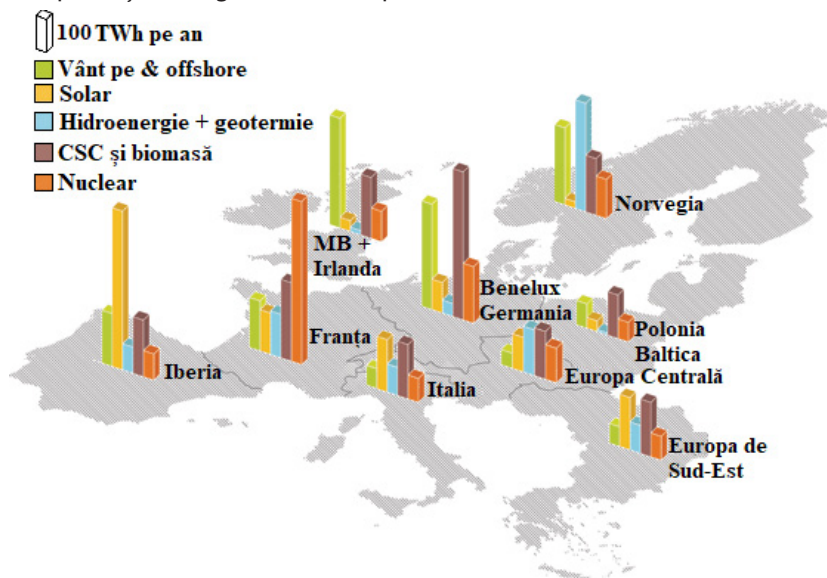 100 TWh pe an
Vânt pe & offshore
Solar
Hidroenergie + geotermie
CSC și biomasă
Nuclear
Norvegia
MB +
Irlanda
Benelux
Germania
Polonia
Baltica
Franța
Iberia
Italia
Europa Centrală
Europa de
Sud-Est